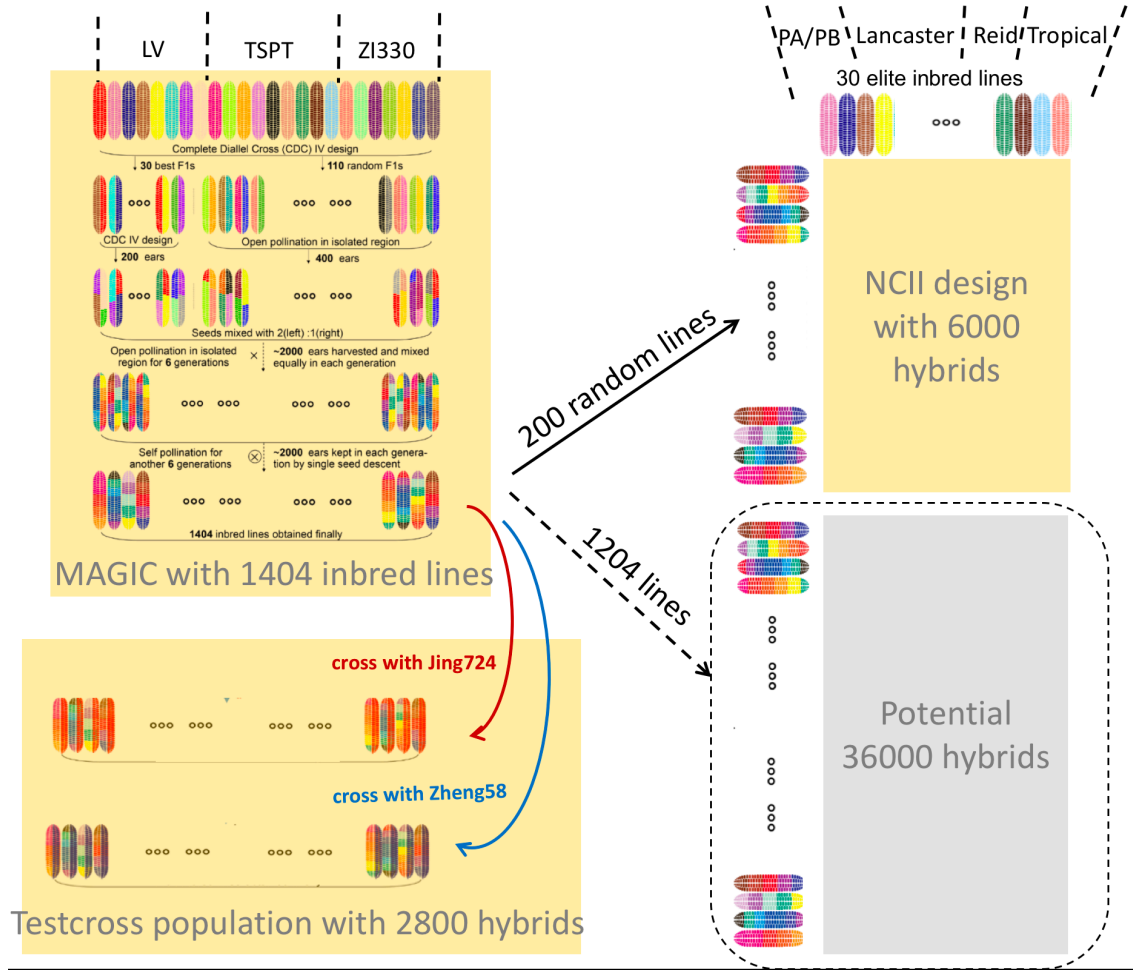 LV TSPT ZI330
Complete Diallel Cross (CDC) IV design
30 best F1s 110 random F1s
CDC IV design Open pollination in isolated region
200 ears 400 ears
Seeds mixed with 2(left) :1(right)
Open pollination in isolated
region for 6 generations
~2000 ears harvested and mixed
equally in each generation
Self pollination for
another 6 generations
~2000 ears kept in each genera-
tion by single seed descent
1404 inbred lines obtained finally
MAGIC with 1404 inbred lines
cross with Jing724
cross with Zheng58
Testcross population with 2800 hybrids
200 random lines
1204 lines
PA/PB Lancaster Reid Tropical
30 elite inbred lines
NCII design
with 6000
hybrids
Potential
36000 hybrids